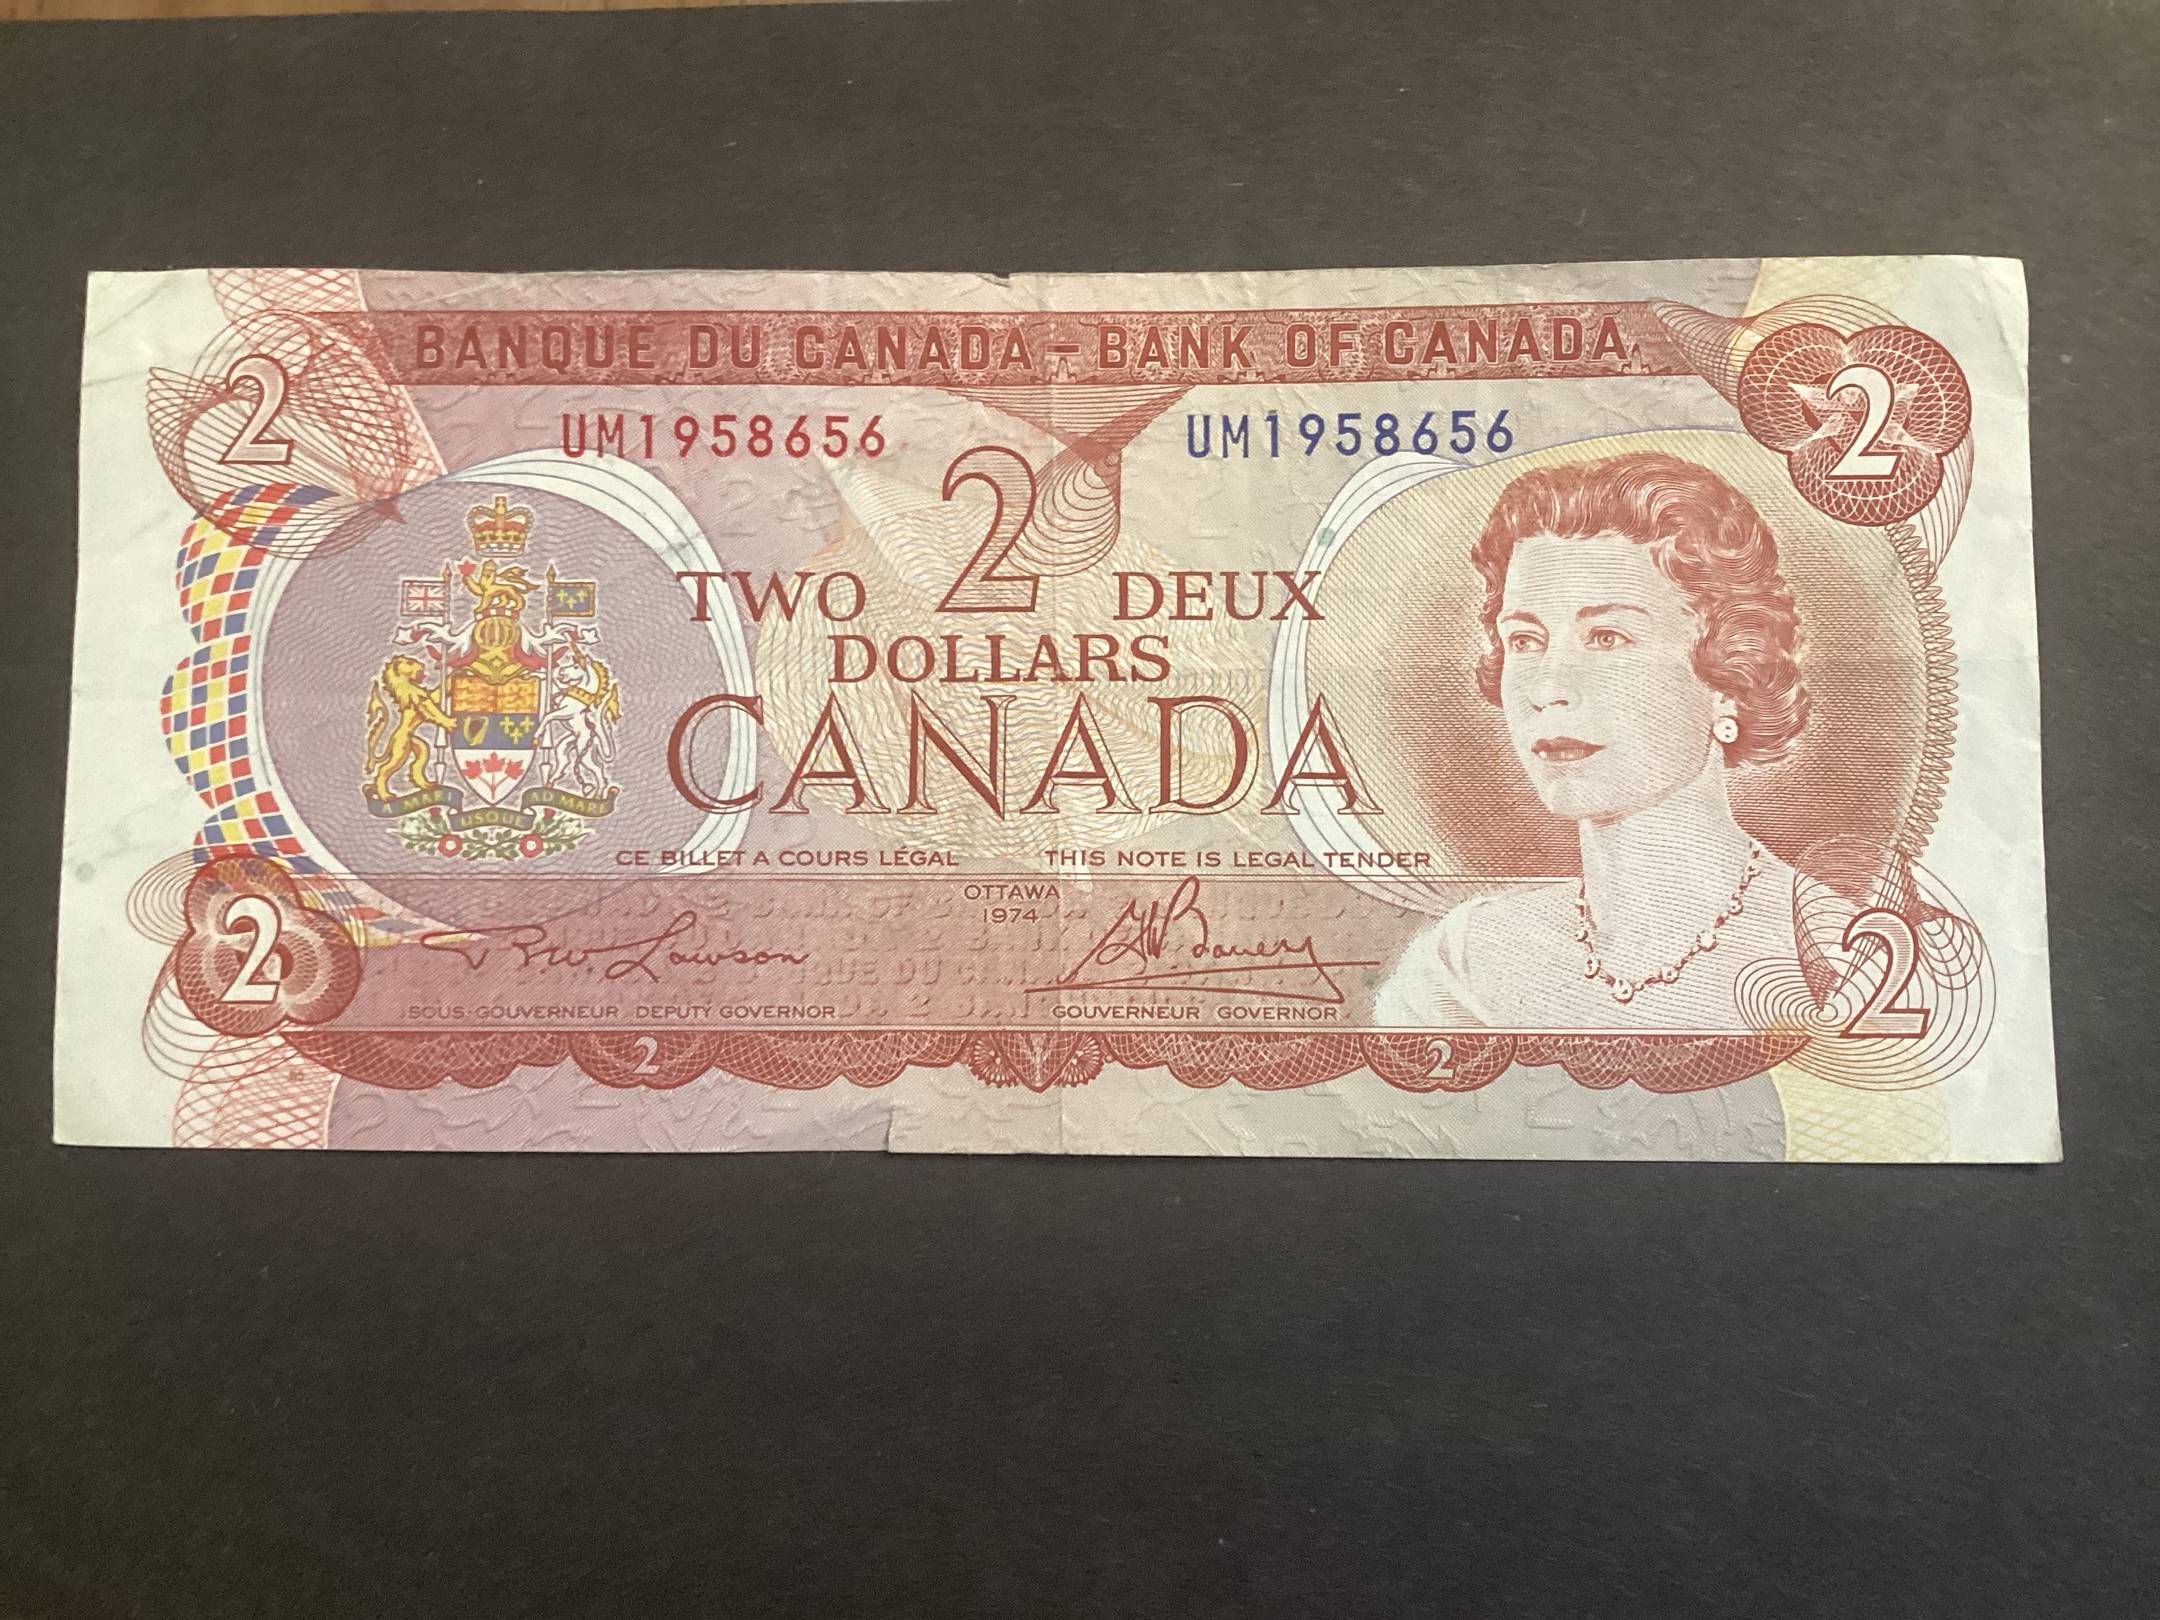 BANQUE DU CANADA – BANK OF CANADA
2
2
UM1958656 UM1958656
2
TWO DEUX
DOLLARS
CANADA
A MARI USQUE AD MARE
CE BILLET A COURS LÉGAL THIS NOTE IS LEGAL TENDER
OTTAWA
1974
2
2
SOUS-GOUVERNEUR DEPUTY GOVERNOR GOUVERNEUR GOVERNOR
2 2